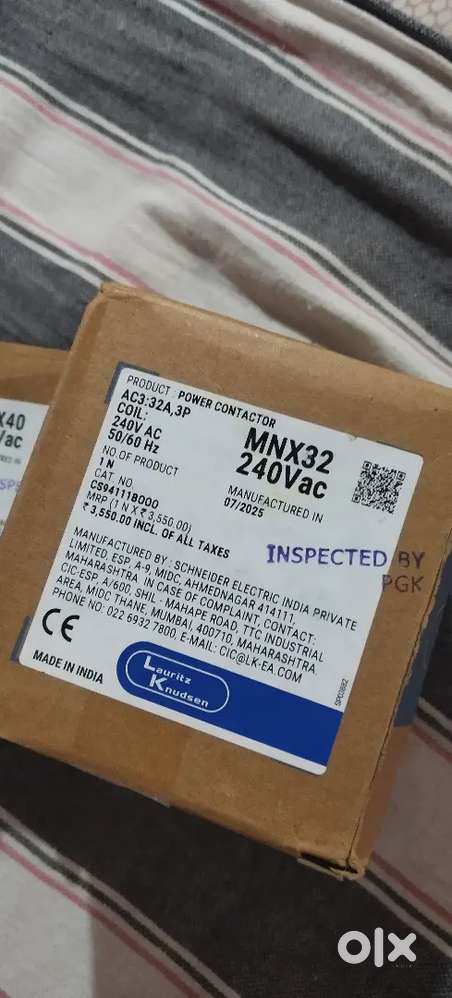 X40
Vac
PRODUCT : POWER CONTACTOR
AC3:32A,3P
COIL:
240V AC
50/60 Hz
NO.OF PRODUCT
1 N
CAT. NO
CS94111BOOO
MRP (1 N X ₹ 3,550.00)
₹ 3,550.00 INCL. OF ALL TAXES
MNX32
240Vac
MANUFACTURED IN
07/2025
INSPECTED BY
PGK
MANUFACTURED BY : SCHNEIDER ELECTRIC INDIA PRIVATE
LIMITED, ESP, A-9, MIDC, AHMEDNAGAR 414111,
MAHARASHTRA. IN CASE OF COMPLAINT, CONTACT:
CIC-ESP, A/600, SHIL - MAHAPE ROAD, TTC INDUSTRIAL
AREA, MIDC THANE, MUMBAI, 400710, MAHARASHTRA.
PHONE NO: 022 6932 7800, E-MAIL: CIC@LK-EA.COM
CE
MADE IN INDIA
Lauritz
Knudsen
olx